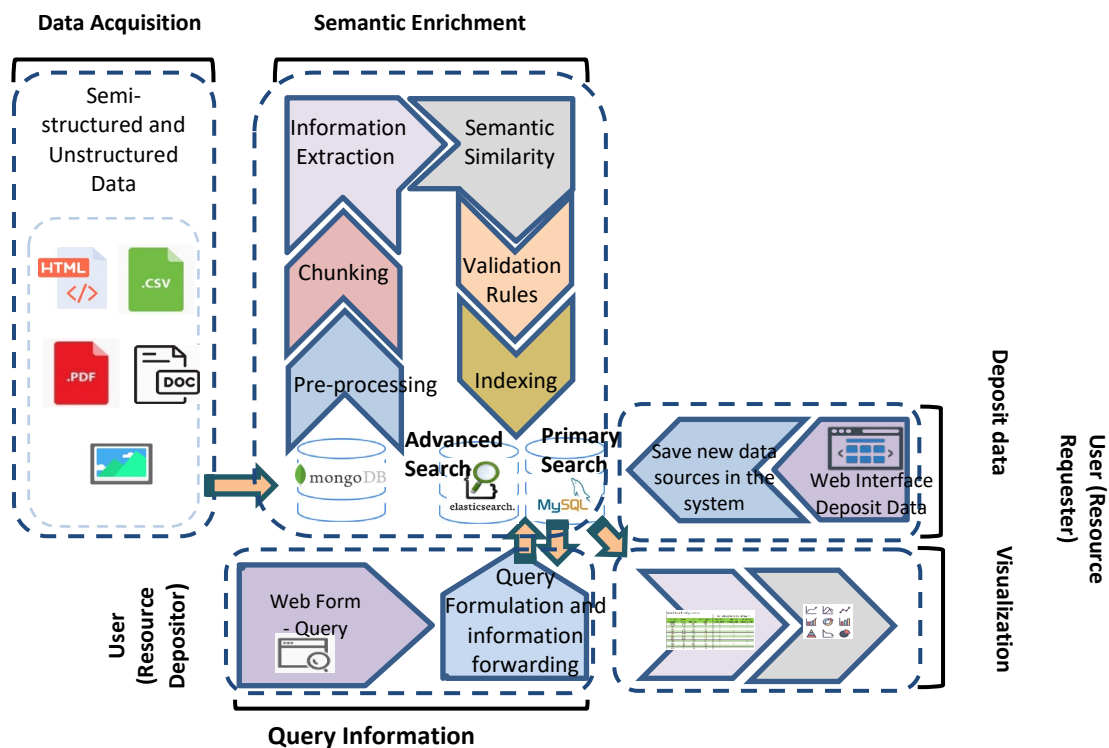 Data Acquisition
Semantic Enrichment
Semi-
structured and
Unstructured
Data
HTML
</>
.CSV
.PDF
DOC
Information
Extraction
Semantic
Similarity
Chunking
Validation
Rules
Pre-processing
Indexing
mongoDB
Advanced
Search
elasticsearch.
Primary
Search
MySQL
Save new data
sources in the
system
Web Interface
Deposit Data
Deposit data
User (Resource
Requester)
Visualization
User
(Resource
Depositor)
Web Form
- Query
Query
Formulation and
information
forwarding
Query Information